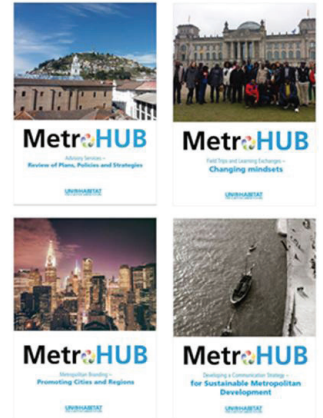 MetroHUB
Advisory Services –
Review of Plans, Policies and Strategies
UN HABITAT
MetroHUB
Field Trips and Learning Exchanges –
Changing mindsets
UN HABITAT
MetroHUB
Metropolitan Branding –
Promoting Cities and Regions
UN HABITAT
MetroHUB
Developing a Communication Strategy –
for Sustainable Metropolitan
Development
UN HABITAT